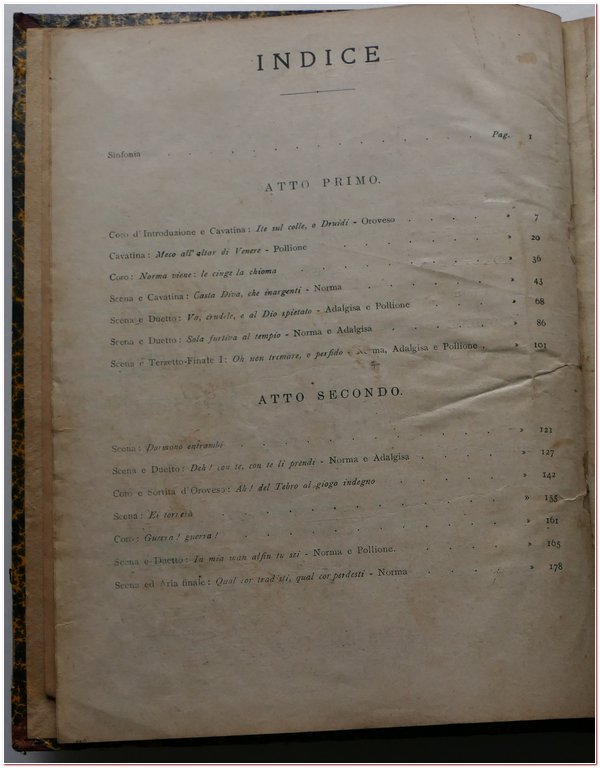 INDICE
Pag. 1
Sinfonia
ATTO PRIMO.
Coro d'Introduzione e Cavatina: Ite sul colle, o Druidi - Oroveso » 7
Cavatina: Meco all'altar di Venere - Pollione » 20
Coro: Norma viene: le cinge la chioma » 36
Scena e Cavatina: Casta Diva, che inargenti - Norma » 43
Scena e Duetto: Va, crudele, e al Dio spietato - Adalgisa e Pollione » 68
Scena e Duetto: Sola furtiva al tempio - Norma e Adalgisa » 86
Scena e Terzetto-Finale I: Oh non tremare, o perfido - Norma, Adalgisa e Pollione » 101
ATTO SECONDO.
Scena: Dormono entrambi » 121
Scena e Duetto: Deh! con te, con te li prendi - Norma e Adalgisa » 127
Coro e Sortita d'Oroveso: Ah! del Tebro al giogo indegno » 142
Scena: Ei tornerà » 155
Coro: Guerra! guerra! » 161
Scena e Duetto: In mia man alfin tu sei - Norma e Pollione. » 165
Scena ed Aria finale: Qual cor tradisti, qual cor perdesti - Norma » 178